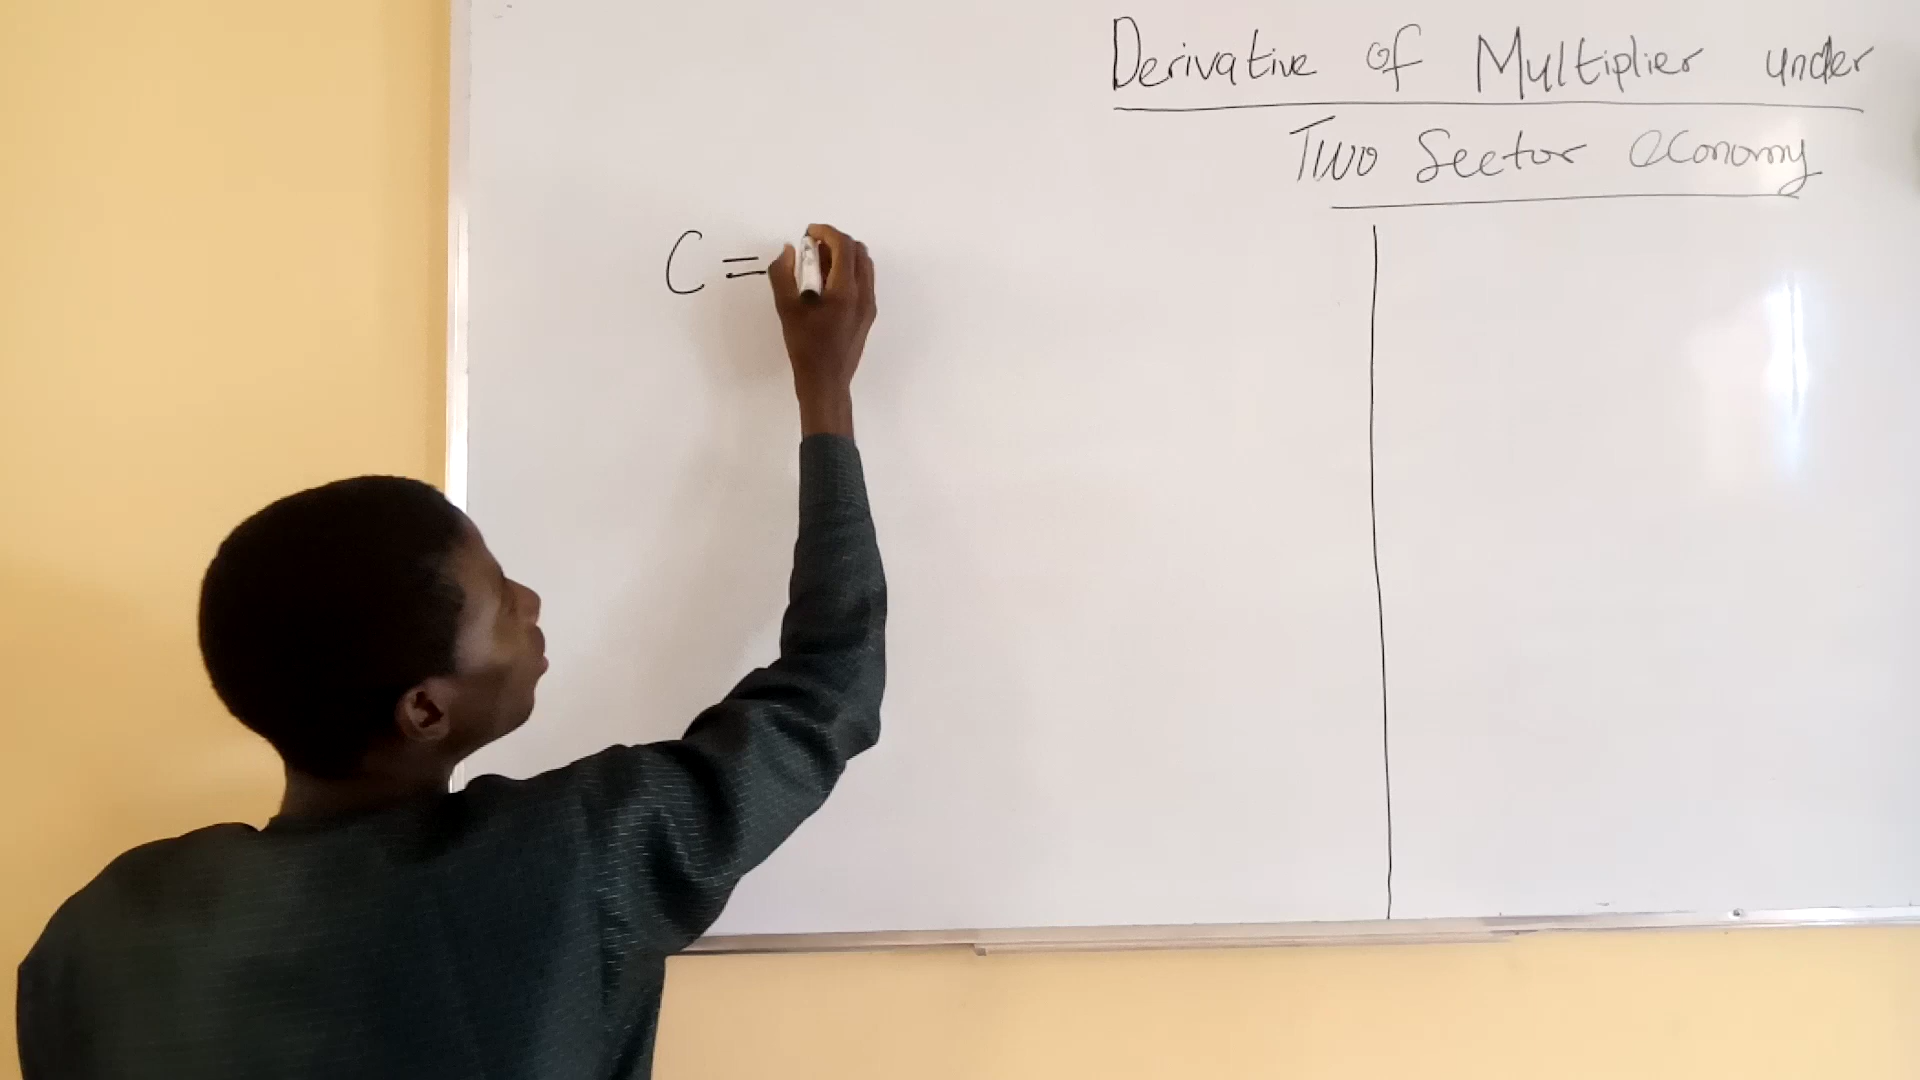 Derivative of Multiplier under
Two Sector economy
C =